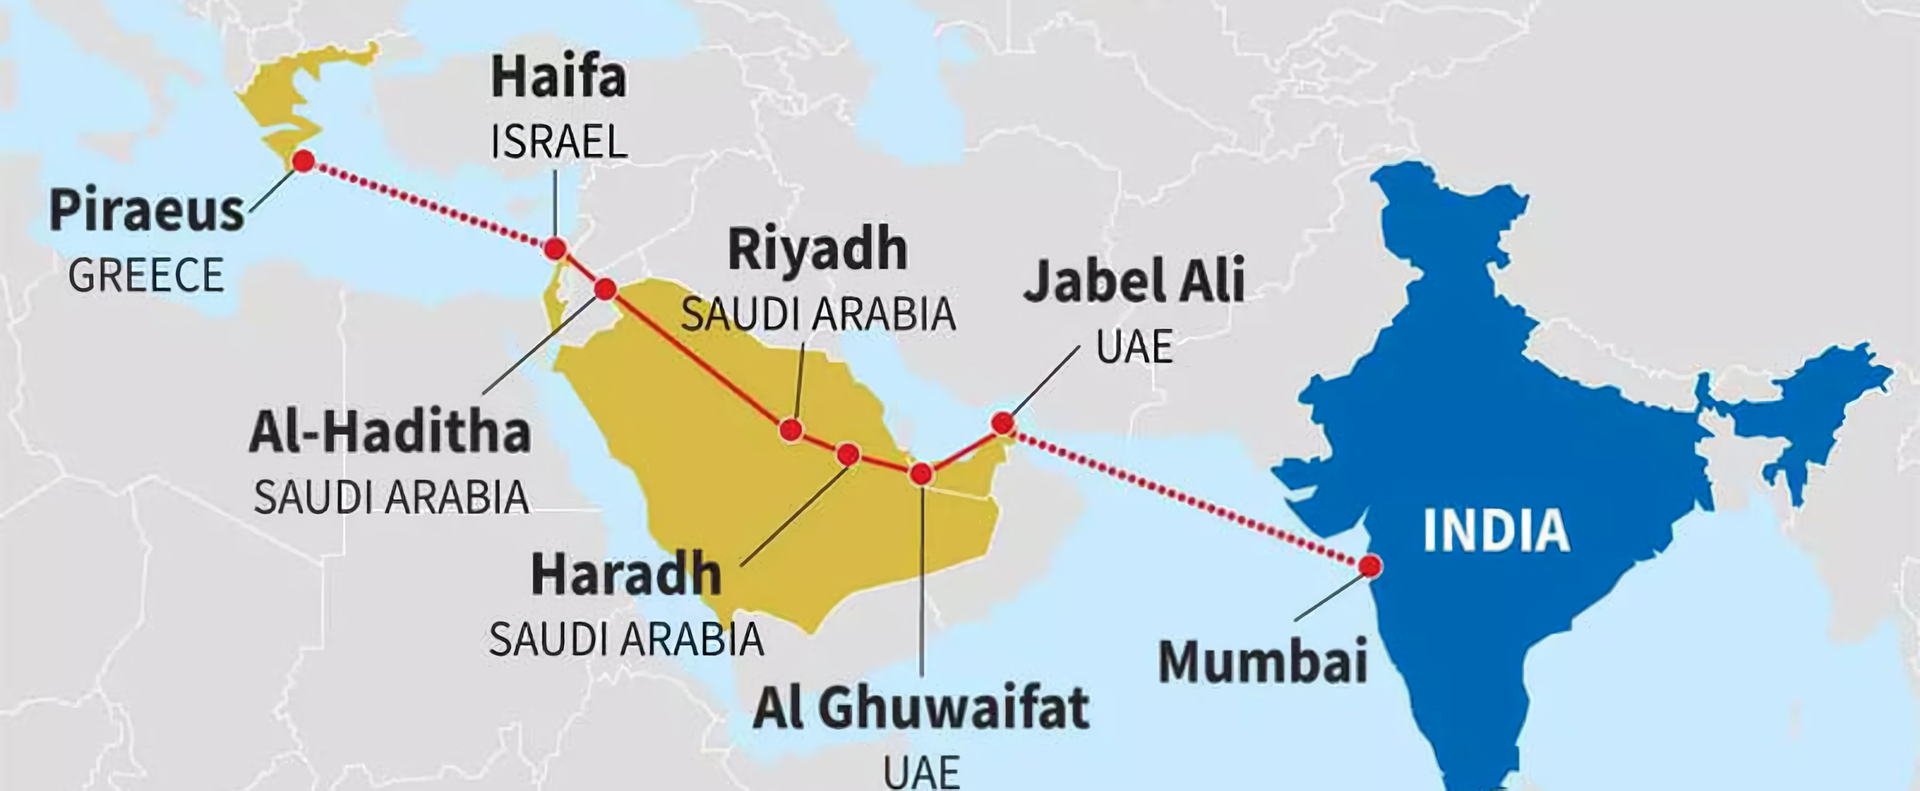 Haifa
ISRAEL
Piraeus
GREECE
Riyadh
SAUDI ARABIA
Jabel Ali
UAE
Al-Haditha
SAUDI ARABIA
INDIA
Haradh
SAUDI ARABIA
Mumbai
Al Ghuwaifat
UAE